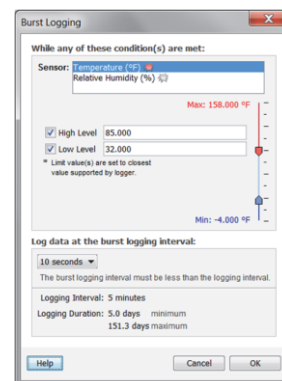 Burst Logging
While any of these condition(s) are met:
Sensor: Temperature (°F)
Relative Humidity (%)
Max: 158.000 °F
High Level 85.000
Low Level 32.000
* Limit value(s) are set to closest
value supported by logger.
Min: -4.000 °F
Log data at the burst logging interval:
10 seconds
The burst logging interval must be less than the logging interval.
Logging Interval: 5 minutes
Logging Duration: 5.0 days minimum
151.3 days maximum
Help Cancel OK